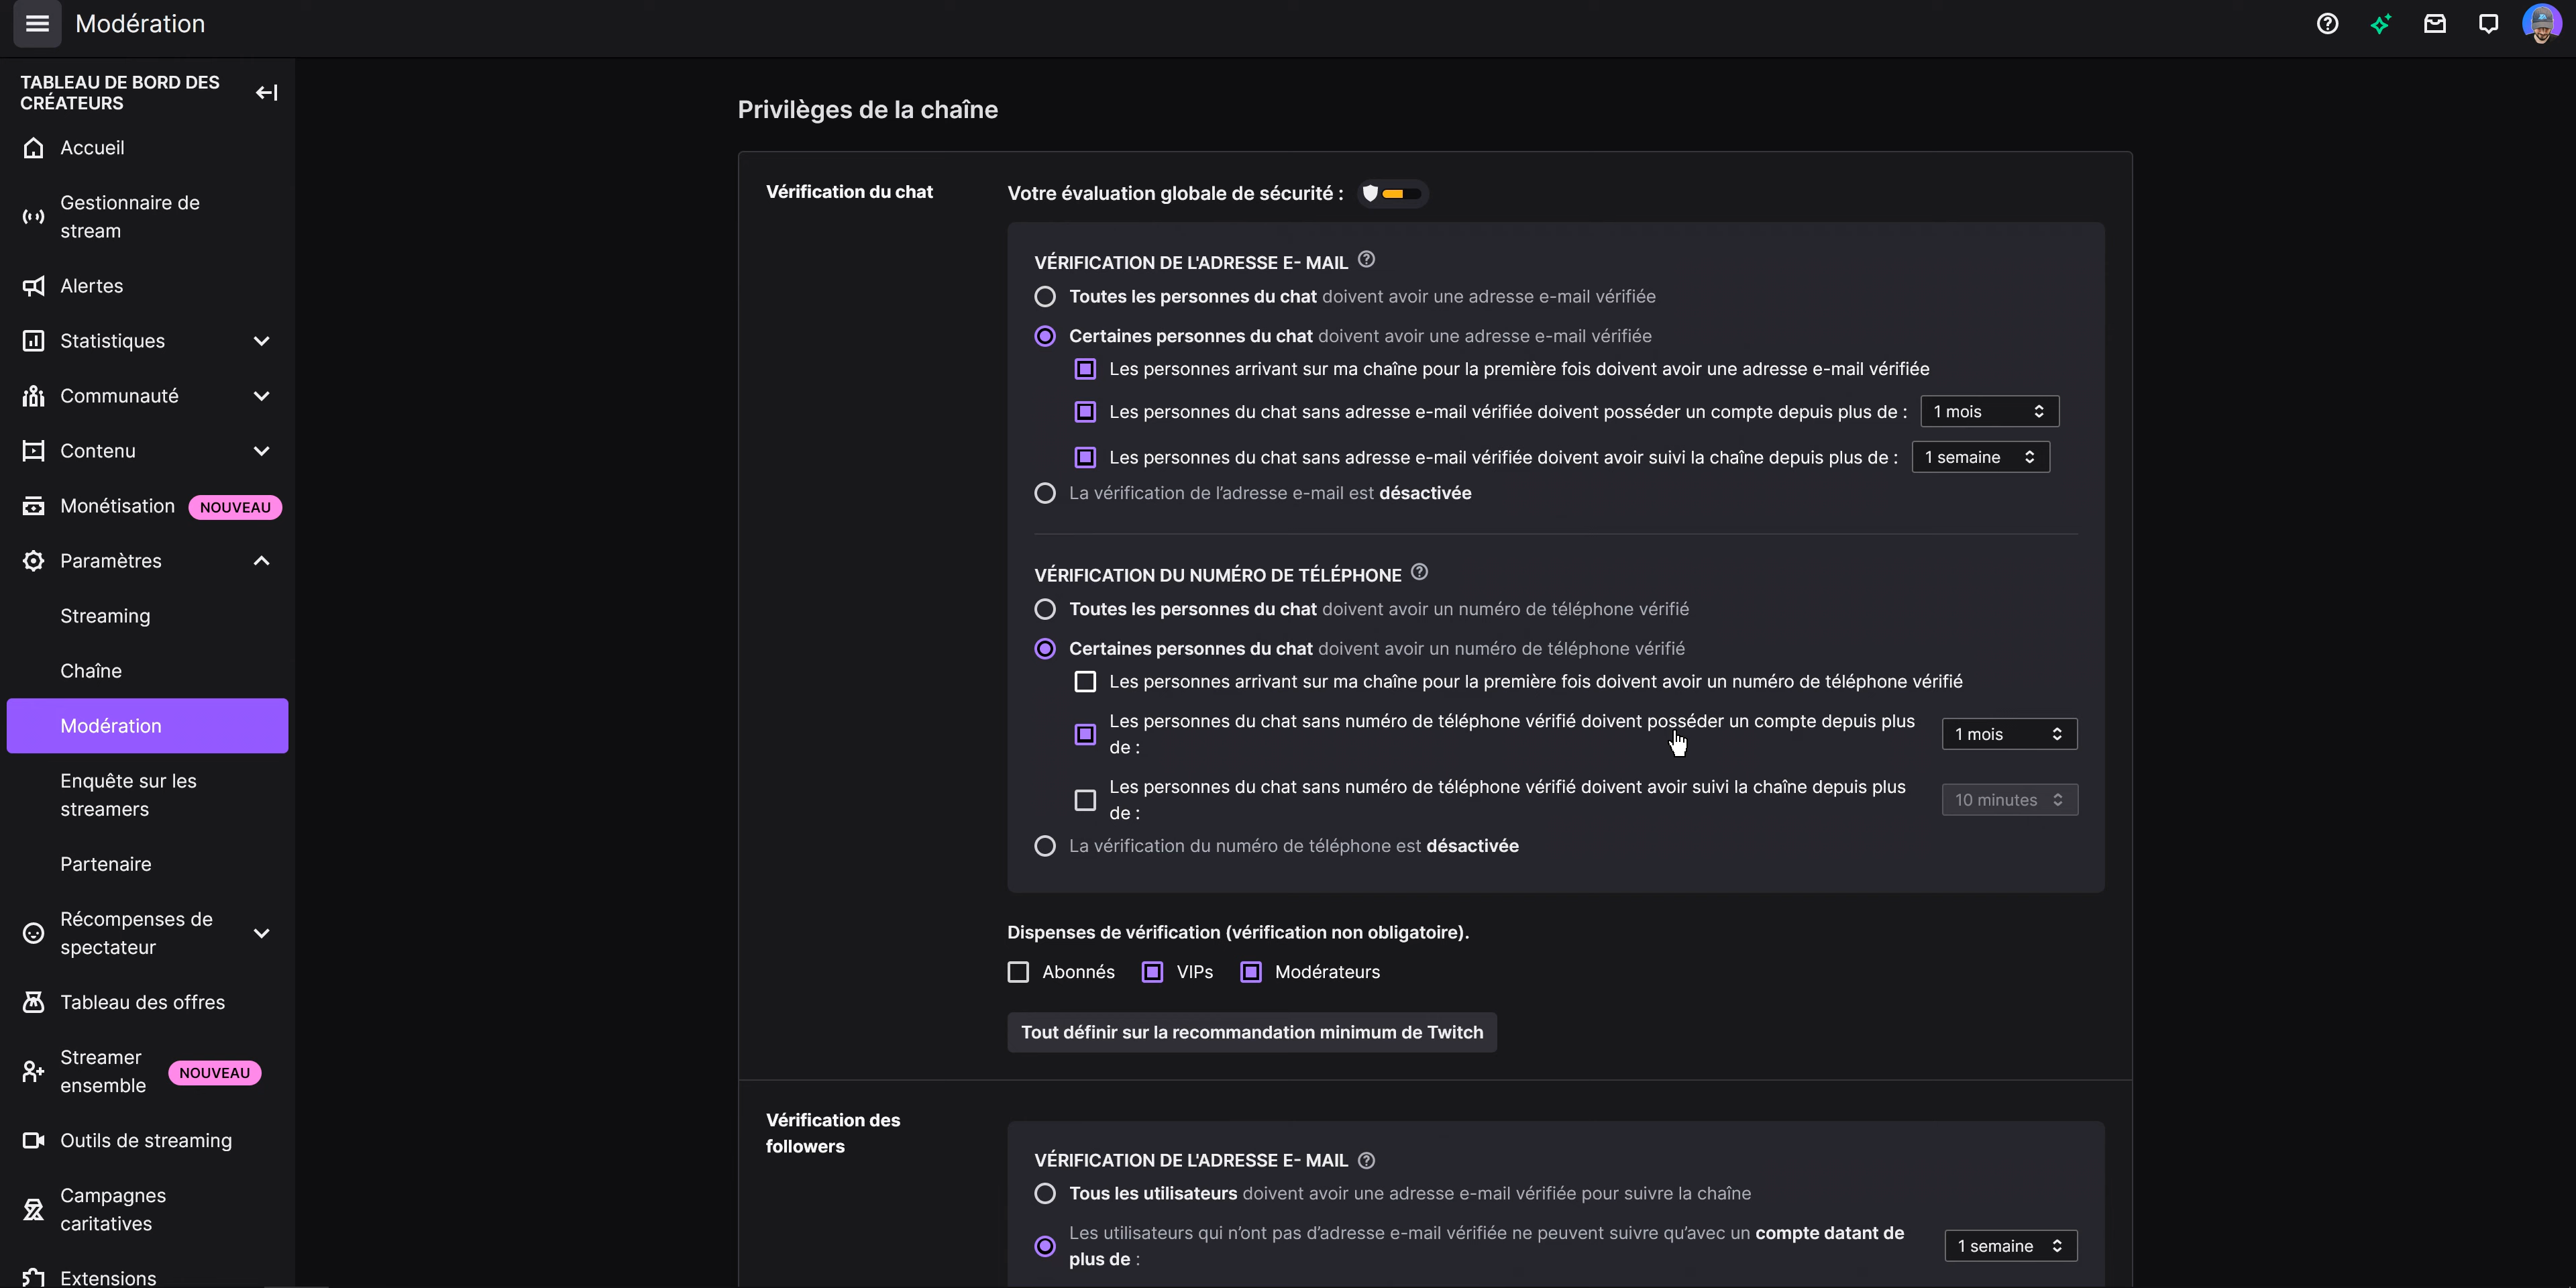 Modération
TABLEAU DE BORD DES
CRÉATEURS
Accueil
Gestionnaire de
stream
Alertes
Statistiques
Communauté
Contenu
Monétisation NOUVEAU
Paramètres
Streaming
Chaîne
Modération
Enquête sur les
streamers
Partenaire
Récompenses de
spectateur
Tableau des offres
Streamer
ensemble NOUVEAU
Outils de streaming
Campagnes
caritatives
Extensions
Privilèges de la chaîne
Vérification du chat
Votre évaluation globale de sécurité :
VÉRIFICATION DE L'ADRESSE E- MAIL
Toutes les personnes du chat doivent avoir une adresse e-mail vérifiée
Certaines personnes du chat doivent avoir une adresse e-mail vérifiée
Les personnes arrivant sur ma chaîne pour la première fois doivent avoir une adresse e-mail vérifiée
Les personnes du chat sans adresse e-mail vérifiée doivent posséder un compte depuis plus de : 1 mois
Les personnes du chat sans adresse e-mail vérifiée doivent avoir suivi la chaîne depuis plus de : 1 semaine
La vérification de l’adresse e-mail est désactivée
VÉRIFICATION DU NUMÉRO DE TÉLÉPHONE
Toutes les personnes du chat doivent avoir un numéro de téléphone vérifié
Certaines personnes du chat doivent avoir un numéro de téléphone vérifié
Les personnes arrivant sur ma chaîne pour la première fois doivent avoir un numéro de téléphone vérifié
Les personnes du chat sans numéro de téléphone vérifié doivent posséder un compte depuis plus
de :
1 mois
Les personnes du chat sans numéro de téléphone vérifié doivent avoir suivi la chaîne depuis plus
de :
10 minutes
La vérification du numéro de téléphone est désactivée
Dispenses de vérification (vérification non obligatoire).
Abonnés VIPs Modérateurs
Tout définir sur la recommandation minimum de Twitch
Vérification des
followers
VÉRIFICATION DE L'ADRESSE E- MAIL
Tous les utilisateurs doivent avoir une adresse e-mail vérifiée pour suivre la chaîne
Les utilisateurs qui n’ont pas d’adresse e-mail vérifiée ne peuvent suivre qu’avec un compte datant de
plus de :
1 semaine